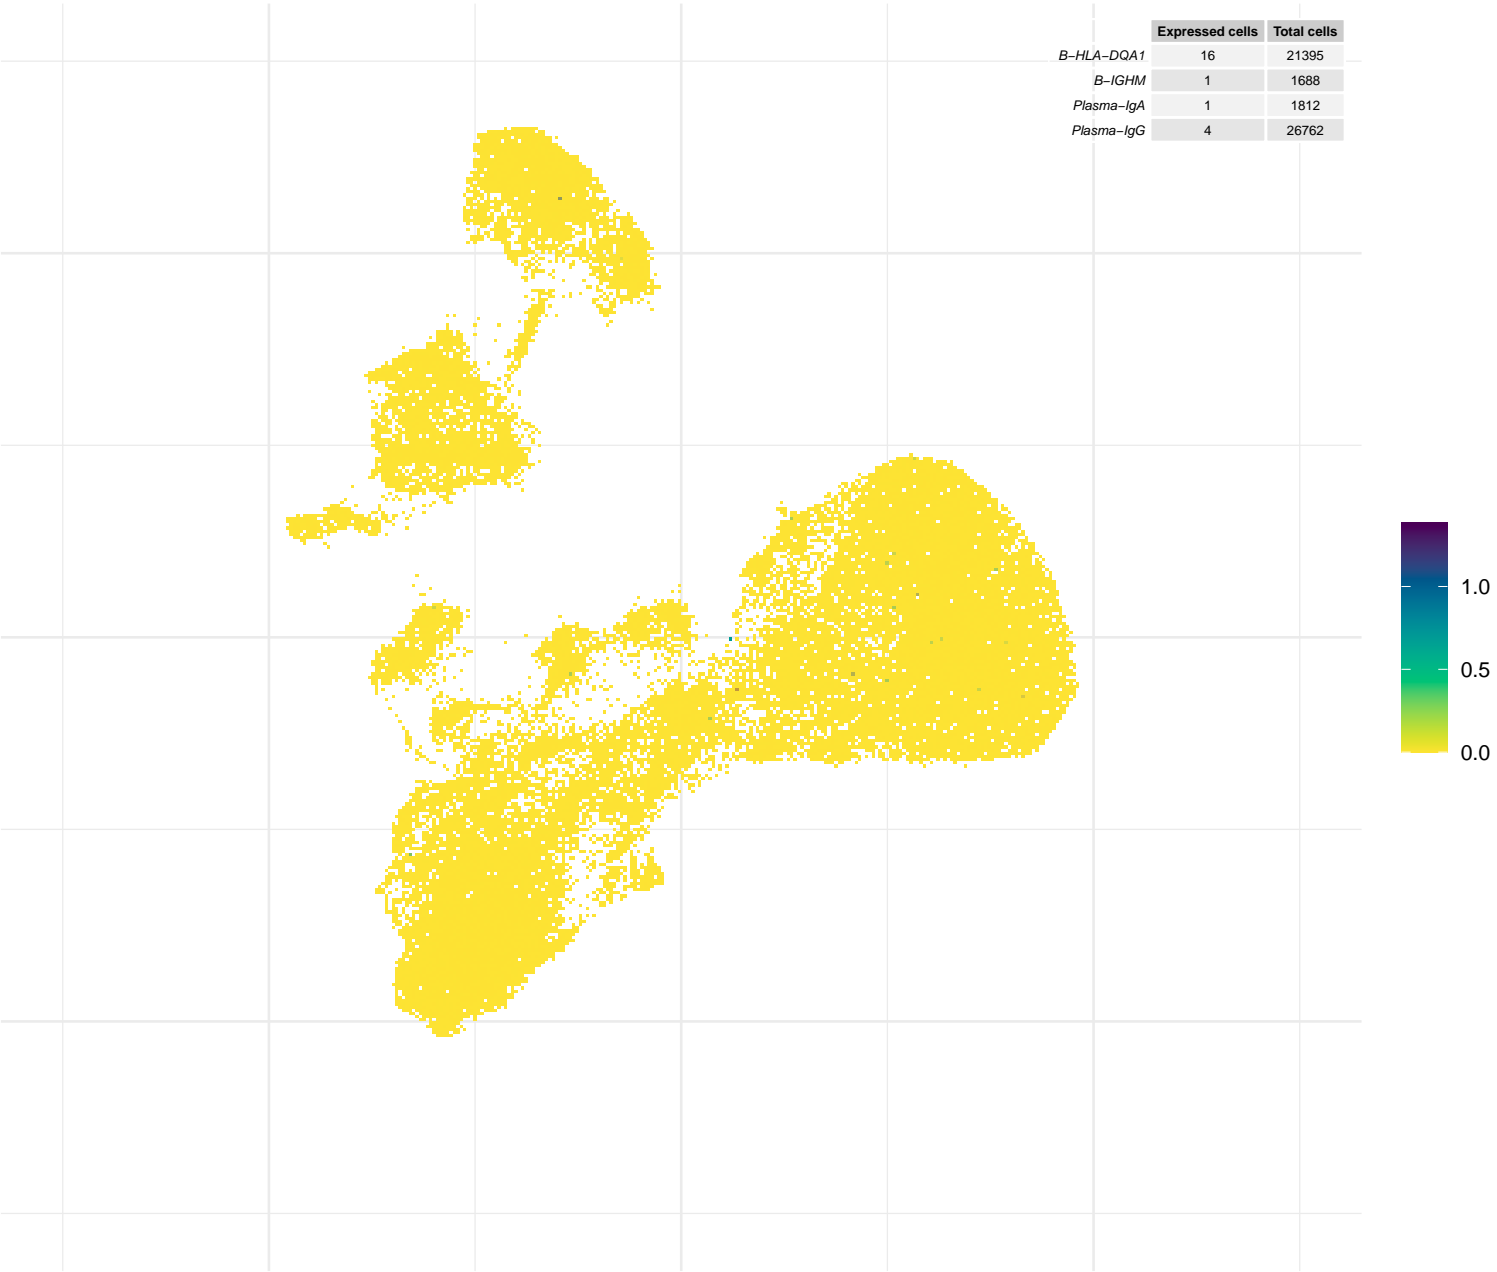 Expressed cells Total cells
B−HLA−DQA1 16 21395
B−IGHM 1 1688
Plasma−IgA 1 1812
Plasma−IgG 4 26762
1.0
0.5
0.0